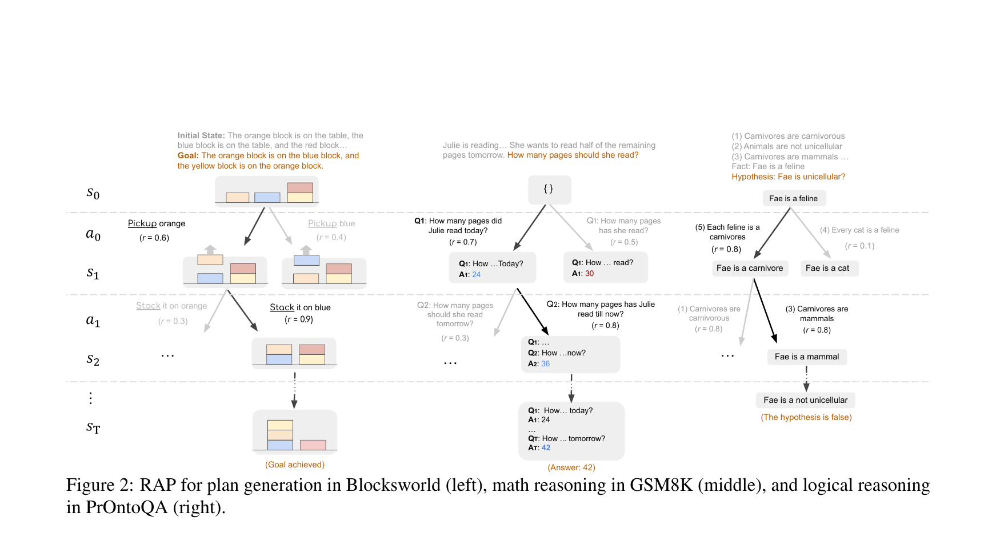 Initial State: The orange block is on the table, the
blue block is on the table, and the red block…
Goal: The orange block is on the blue block, and
the yellow block is on the orange block.
Julie is reading… She wants to read half of the remaining
pages tomorrow. How many pages should she read?
(1) Carnivores are carnivorous
(2) Animals are not unicellular
(3) Carnivores are mammals …
Fact: Fae is a feline
Hypothesis: Fae is unicellular?
s0
{ }
Fae is a feline
a0
Pickup orange
(r = 0.6)
Pickup blue
(r = 0.4)
Q1: How many pages did
Julie read today?
(r = 0.7)
Q1: How many pages
has she read?
(r = 0.5)
(5) Each feline is a
carnivores
(r = 0.8)
(4) Every cat is a feline
(r = 0.1)
s1
Q1: How …Today?
A1: 24
Q1: How … read?
A1: 30
Fae is a carnivore
Fae is a cat
a1
Stack it on orange
(r = 0.3)
Stack it on blue
(r = 0.9)
Q2: How many pages
should she read
tomorrow?
(r = 0.3)
Q2: How many pages has Julie
read till now?
(r = 0.8)
(1) Carnivores are
carnivorous
(r = 0.8)
(3) Carnivores are
mammals
(r = 0.8)
s2
…
…
Q1: …
Q2: How …now?
A2: 36
…
Fae is a mammal
⋮
sT
(Goal achieved)
Q1: How… today?
A1: 24
…
QT: How ... tomorrow?
AT: 42
(Answer: 42)
Fae is a not unicellular
(The hypothesis is false)
Figure 2: RAP for plan generation in Blocksworld (left), math reasoning in GSM8K (middle), and logical reasoning
in PrOntoQA (right).